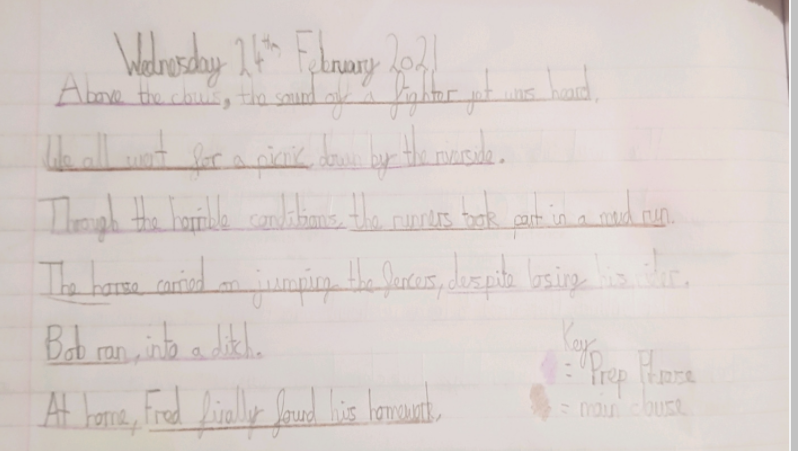 Wednesday 24th February 2021
Above the clouds, the sound of a fighter jet was heard.
We all went for a picnic down by the riverside.
Through the horrible conditions, the runners took part in a mud run.
The horse carried on jumping the fences, despite losing his rider.
Bob ran, into a ditch.
Key
= Prep Phrase
At home, Fred finally found his homework.
= main clause